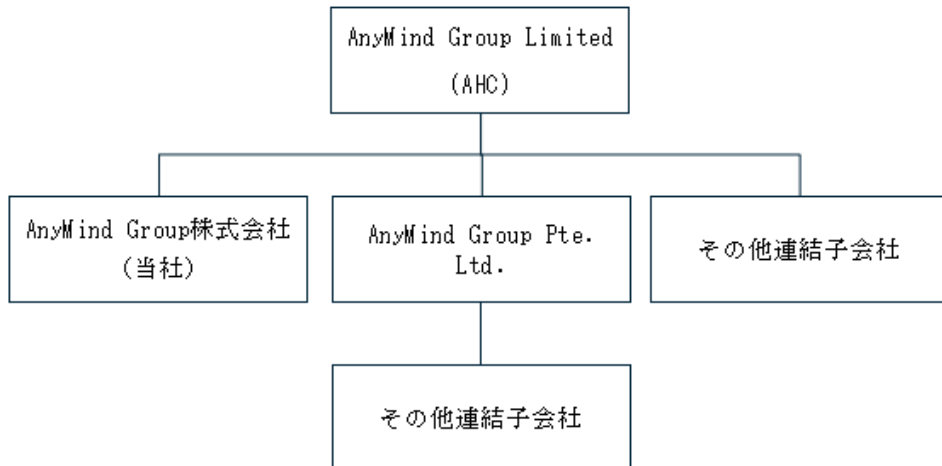 AnyMind Group Limited
(AHC)
AnyMind Group株式会社
(当社)
AnyMind Group Pte.
Ltd.
その他連結子会社
その他連結子会社